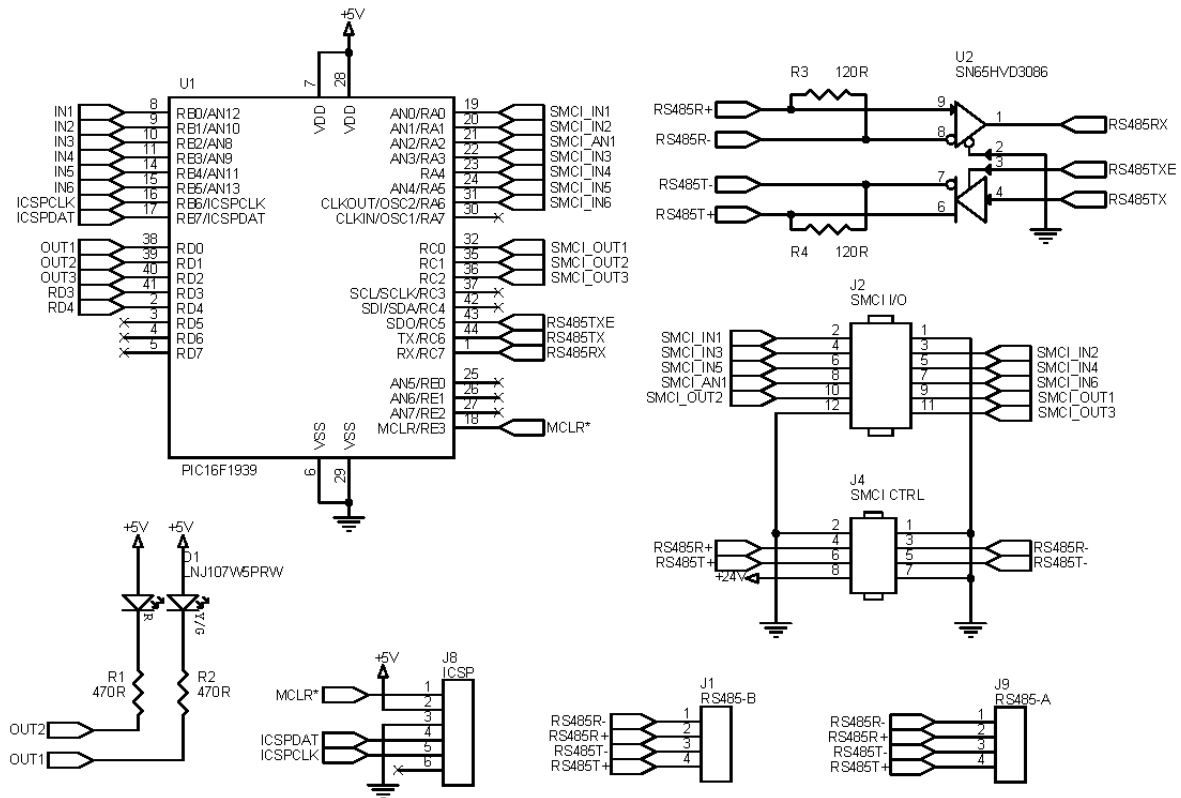 +5V
U1
7
28
VDD
VDD
IN1 8 RB0/AN12 AN0/RA0 19 SMCI_IN1
IN2 9 RB1/AN10 AN1/RA1 20 SMCI_IN2
IN3 10 RB2/AN8 AN2/RA2 21 SMCI_AN1
IN4 11 RB3/AN9 AN3/RA3 22 SMCI_IN3
IN5 14 RB4/AN11 RA4 23 SMCI_IN4
IN6 15 RB5/AN13 AN4/RA5 24 SMCI_IN5
ICSPCLK 16 RB6/ICSPCLK CLKOUT/OSC2/RA6 31 SMCI_IN6
ICSPDAT 17 RB7/ICSPDAT CLKIN/OSC1/RA7 30
OUT1 38 RD0 RC0 32 SMCI_OUT1
OUT2 39 RD1 RC1 35 SMCI_OUT2
OUT3 40 RD2 RC2 36 SMCI_OUT3
RD3 41 RD3 SCL/SCLK/RC3 37
RD4 2 RD4 SDI/SDA/RC4 42
3 RD5 SDO/RC5 43 RS485TXE
4 RD6 TX/RC6 44 RS485TX
5 RD7 RX/RC7 1 RS485RX
AN5/RE0 25
AN6/RE1 26
AN7/RE2 27
MCLR/RE3 18 MCLR*
VSS
VSS
6
29
PIC16F1939
U2
SN65HVD3086
R3 120R
RS485R+ 9
1 RS485RX
RS485R- 8
2
3 RS485TXE
RS485T- 7
4 RS485TX
RS485T+ 6
R4 120R
J2
SMCI I/O
SMCI_IN1 2 1
SMCI_IN3 4 3 SMCI_IN2
SMCI_IN5 6 5 SMCI_IN4
SMCI_AN1 8 7 SMCI_IN6
SMCI_OUT2 10 9 SMCI_OUT1
12 11 SMCI_OUT3
J4
SMCI CTRL
2 1
RS485R+ 4 3 RS485R-
RS485T+ 6 5 RS485T-
+24V 8 7
+5V +5V
D1
LNJ107W5PRW
R
Y/G
R1
470R
R2
470R
OUT2
OUT1
+5V
J8
ICSP
MCLR* 1
2
3
ICSPDAT 4
ICSPCLK 5
6
J1
RS485-B
RS485R- 1
RS485R+ 2
RS485T- 3
RS485T+ 4
J9
RS485-A
RS485R- 1
RS485R+ 2
RS485T- 3
RS485T+ 4